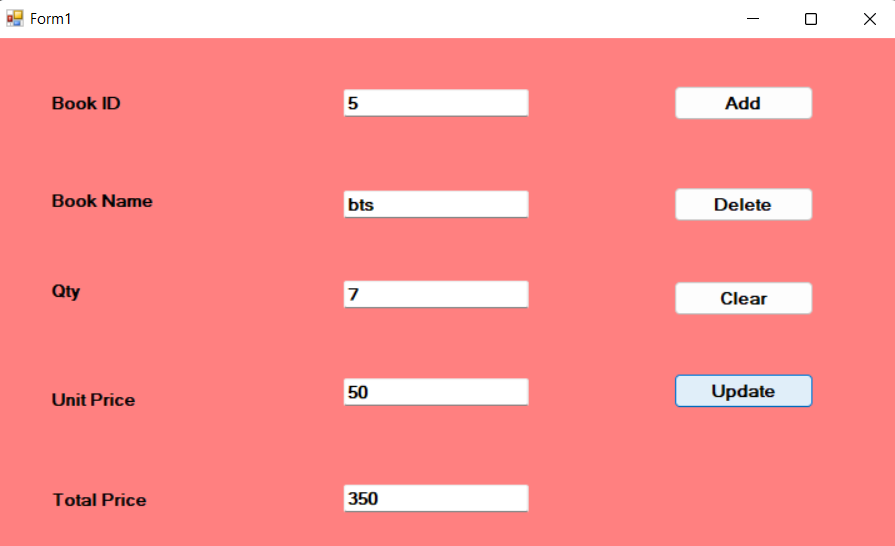 Form1
Book ID 5 Add
Book Name bts Delete
Qty 7 Clear
Unit Price 50 Update
Total Price 350